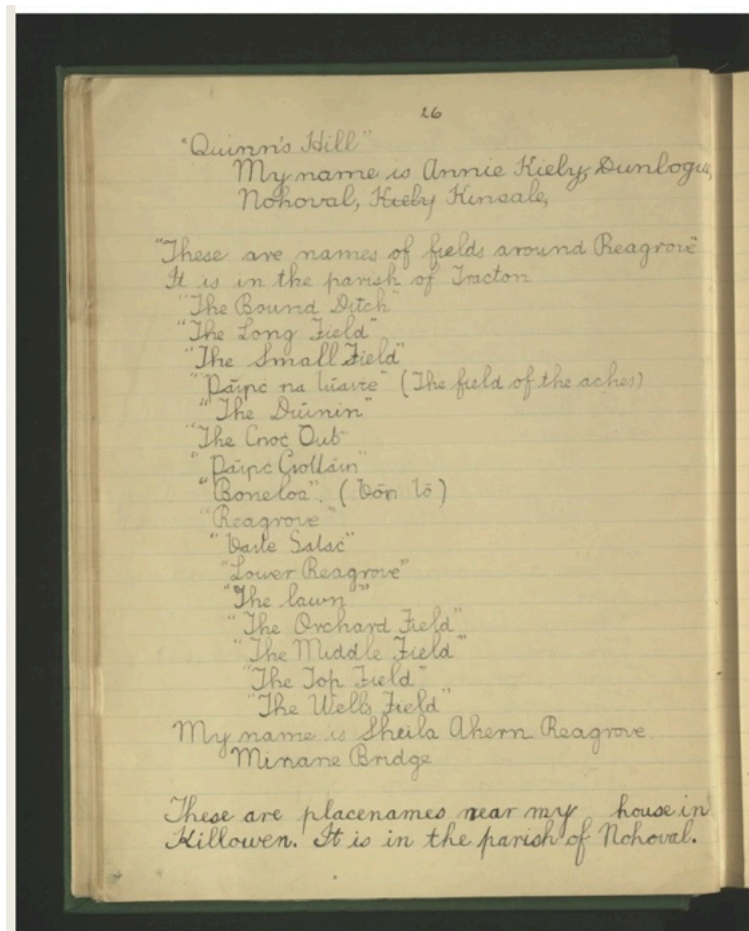 26
"Quinn's Hill"
My name is Annie Kiely, Dunlogue,
Nohoval, Kiely Kinsale,
"These are names of fields around Reagrove"
It is in the parish of Tracton
"The Bound Ditch"
"The Long Field"
"The Small Field"
"Páirc na (The field of the aches)
"The Dúinín"
"The Cnoc Dub"
"Páirc
"Boneloa". (Bón ló)
"Reagrove"
"Baile Salac"
"Lower Reagrove"
"The lawn"
"The Orchard Field"
"The Middle Field"
"The Top Field"
"The Wells Field"
My name is Sheila Ahern Reagrove.
Minane Bridge
These are placenames near my house in
Killowen. It is in the parish of Nohoval.